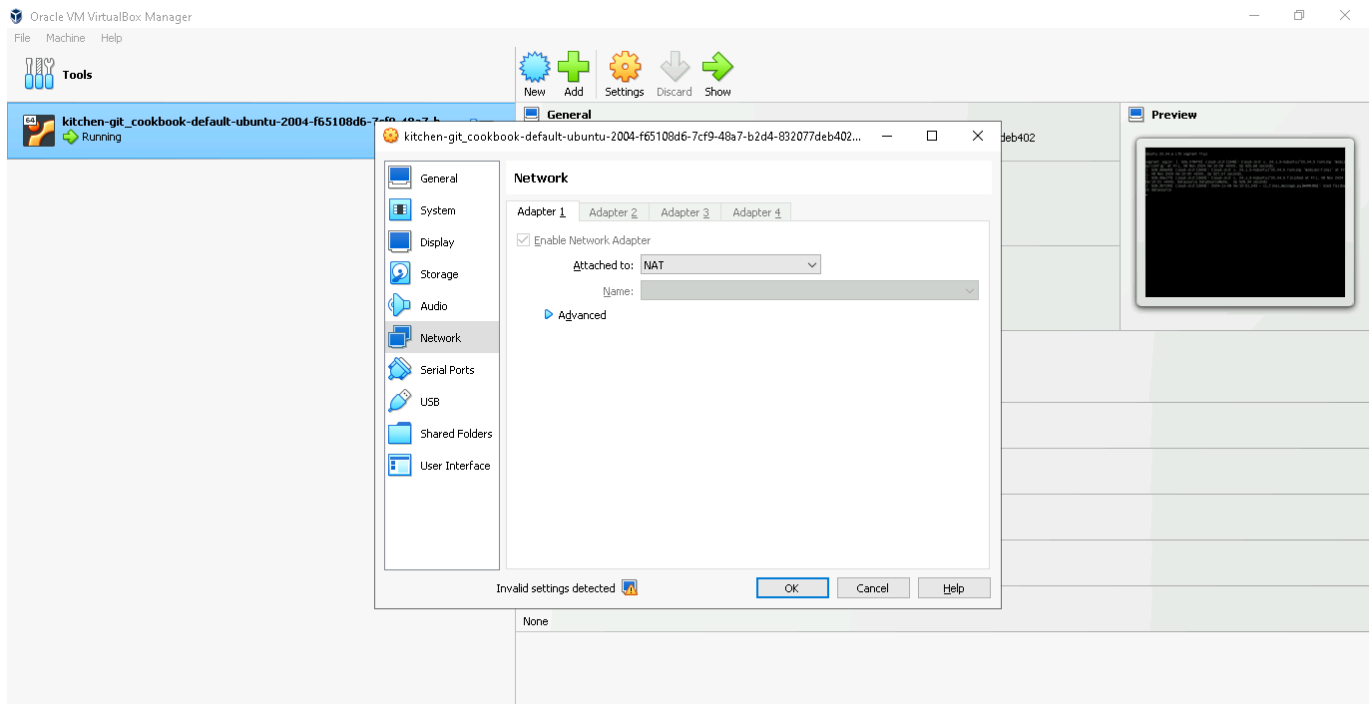 Oracle VM VirtualBox Manager
File Machine Help
Tools
New Add Settings Discard Show
64
kitchen-git_cookbook-default-ubuntu-2004-f65108d6-7cf9-48a7-b
Running
General
deb402
Preview
kitchen-git_cookbook-default-ubuntu-2004-f65108d6-7cf9-48a7-b2d4-832077deb402...
General
System
Display
Storage
Audio
Network
Serial Ports
USB
Shared Folders
User Interface
Network
Adapter 1 Adapter 2 Adapter 3 Adapter 4
Enable Network Adapter
Attached to: NAT
Name:
Advanced
Invalid settings detected
OK Cancel Help
None